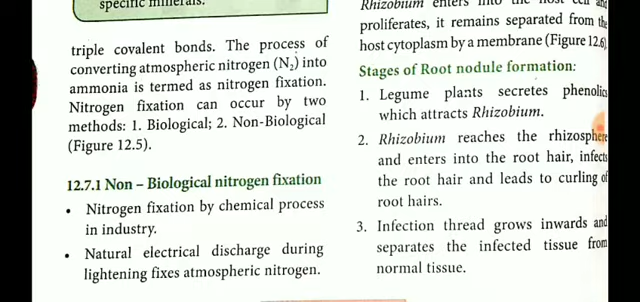 specific minerals.
triple covalent bonds. The process of
converting atmospheric nitrogen (N₂) into
ammonia is termed as nitrogen fixation.
Nitrogen fixation can occur by two
methods: 1. Biological; 2. Non-Biological
(Figure 12.5).
12.7.1 Non – Biological nitrogen fixation
• Nitrogen fixation by chemical process
in industry.
• Natural electrical discharge during
lightening fixes atmospheric nitrogen.
Rhizobium enters into the host cell and
proliferates, it remains separated from the
host cytoplasm by a membrane (Figure 12.6)
Stages of Root nodule formation:
1. Legume plants secretes phenolics
which attracts Rhizobium.
2. Rhizobium reaches the rhizosphere
and enters into the root hair, infects
the root hair and leads to curling of
root hairs.
3. Infection thread grows inwards and
separates the infected tissue from
normal tissue.